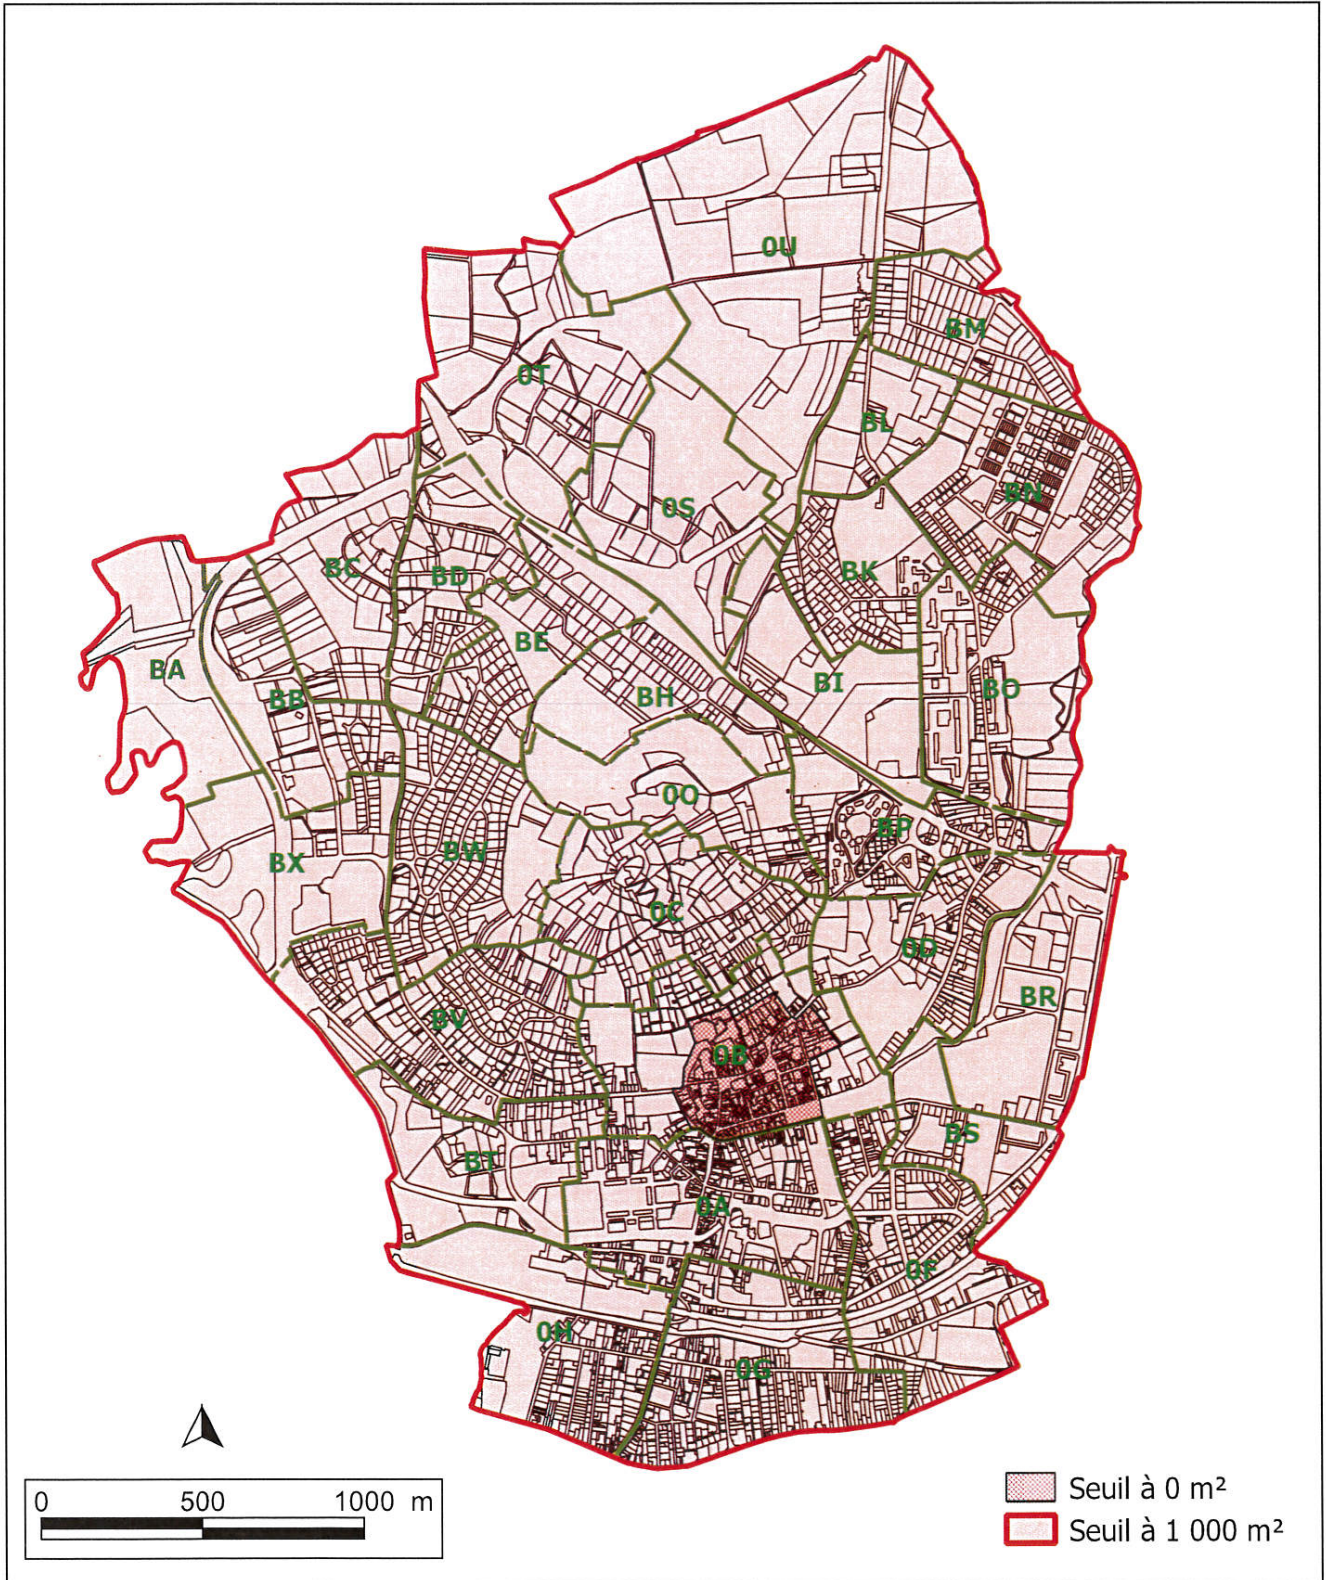 0U
BM
0T
BL
BN
0S
BC
BD
BK
BE
BA
BI
BO
BB
BH
0O
BP
BW
BX
0C
0D
BR
BV
0B
BS
BT
0A
0F
0H
0G
0 500 1000 m
Seuil à 0 m²
Seuil à 1 000 m²